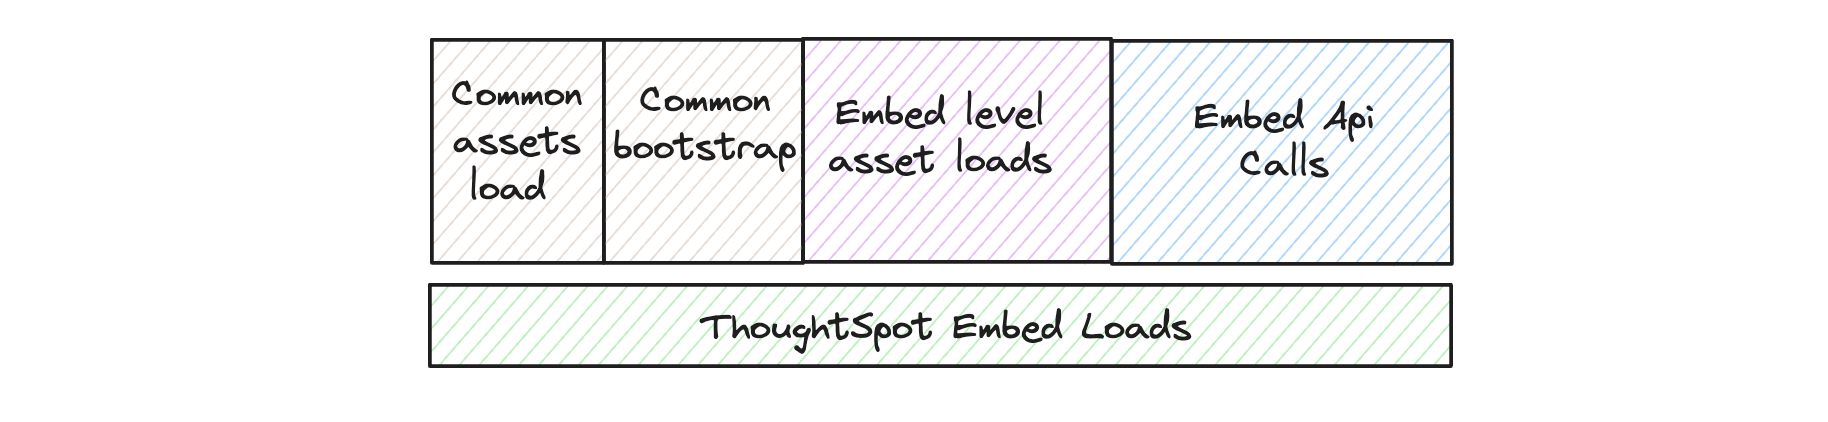 Common
assets
load
Common
bootstrap
Embed level
asset loads
Embed Api
Calls
ThoughtSpot Embed Loads